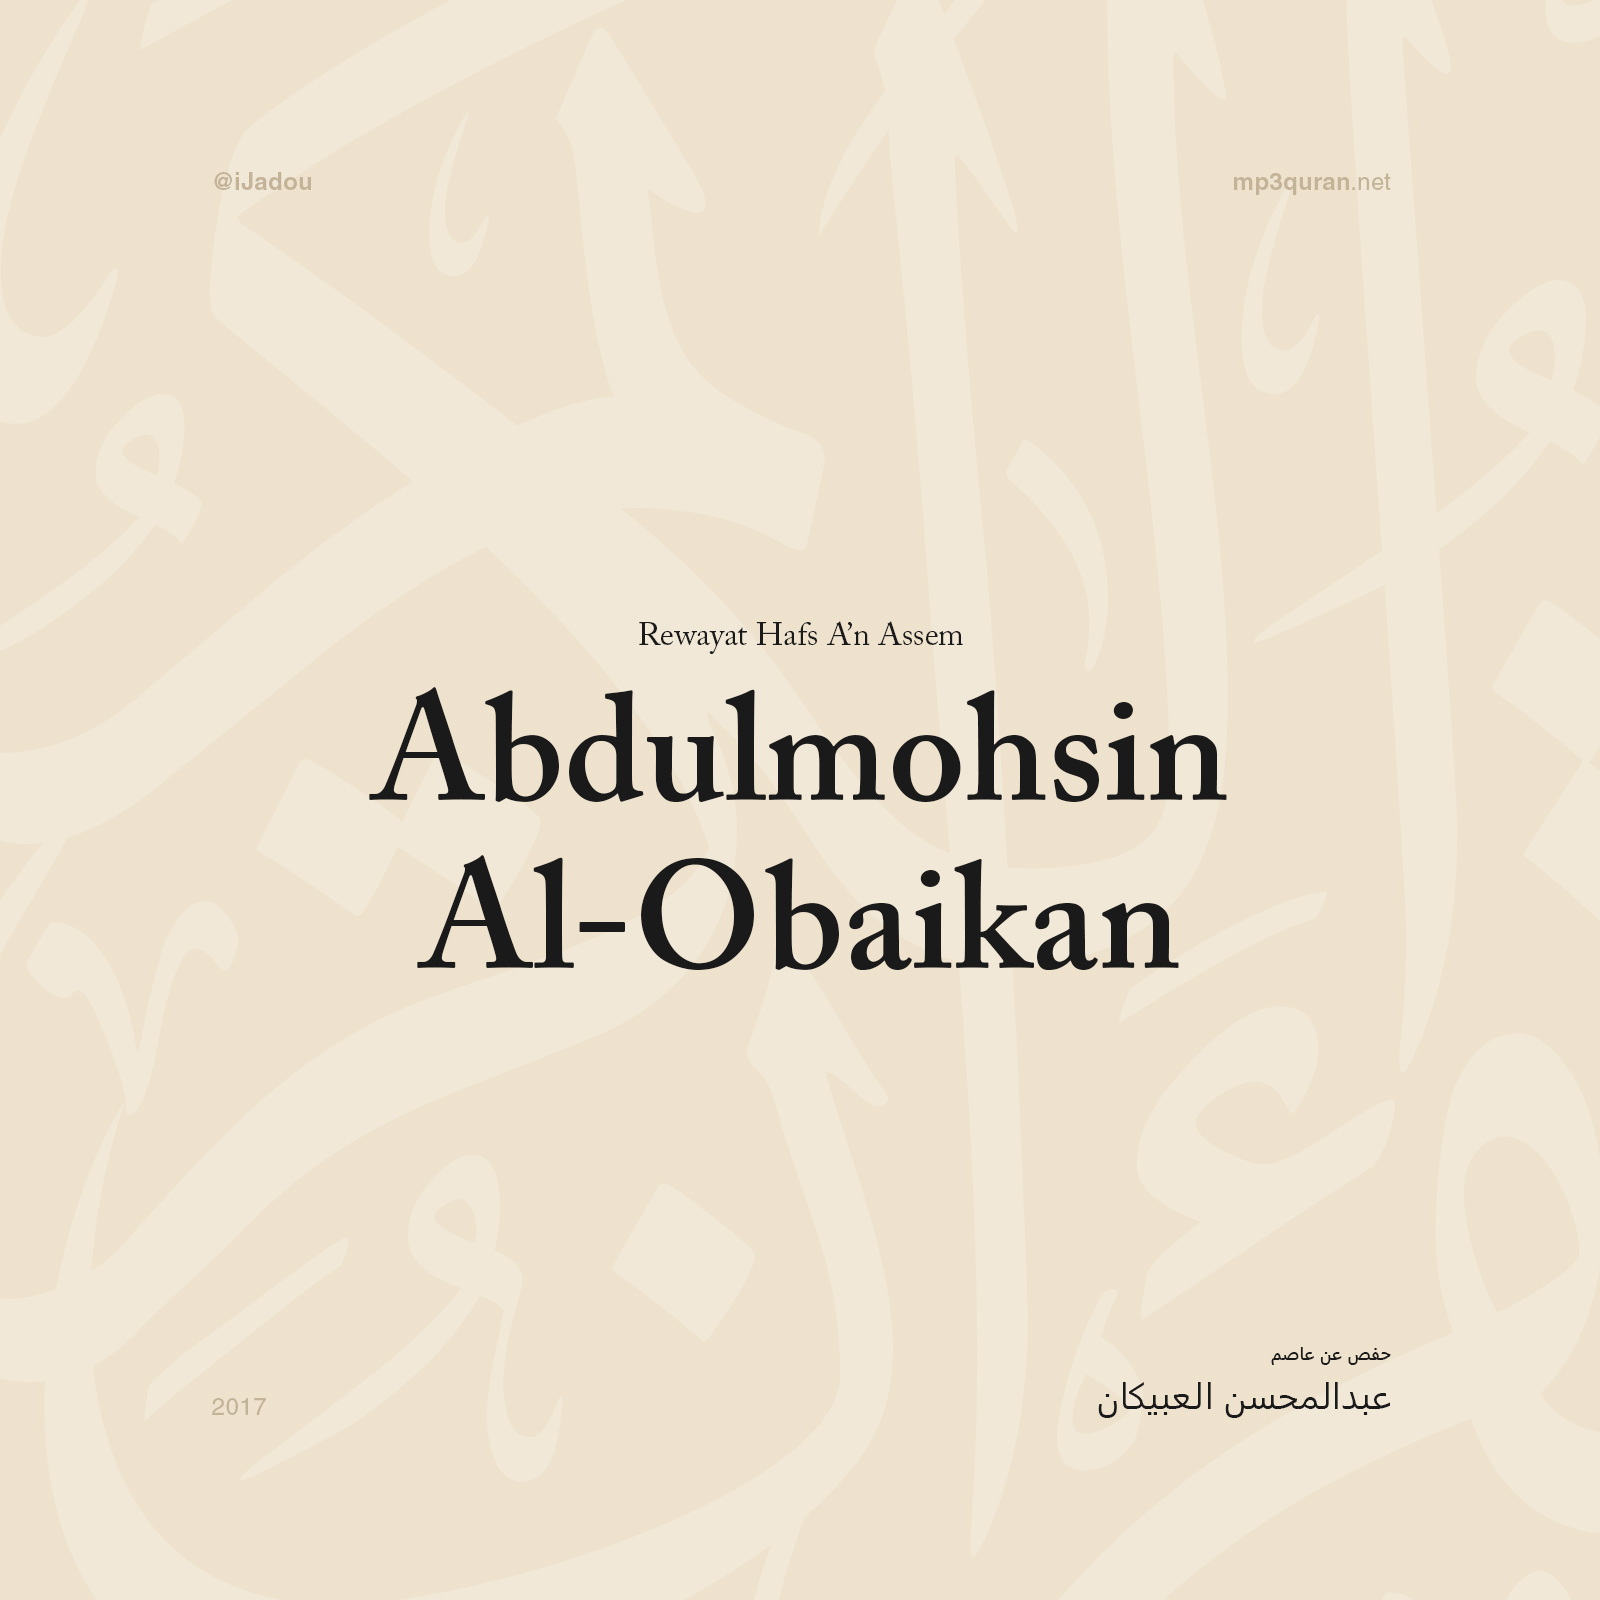 @iJadou
mp3quran.net
Rewayat Hafs A’n Assem
Abdulmohsin
Al-Obaikan
حفص عن عاصم
عبدالمحسن العبيكان
2017